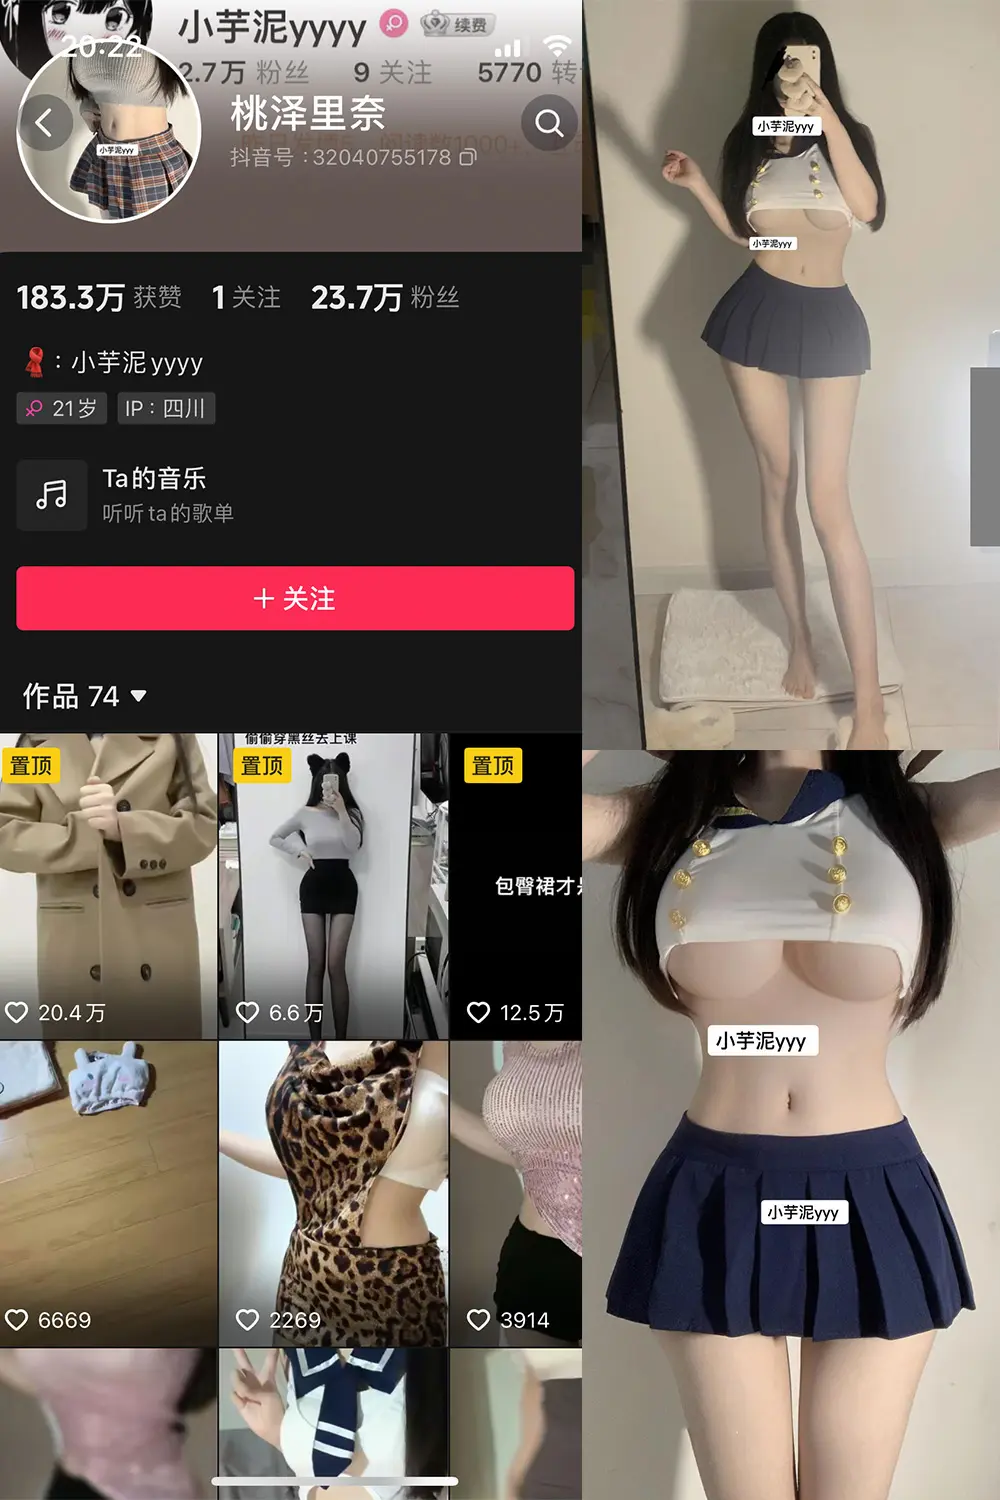 小芋泥yyyy
续费
20:22
2.7万 粉丝
9 关注
5770 转
桃泽里奈
抖音号：32040755178
小芋泥yyy
183.3万 获赞
1 关注
23.7万 粉丝
：小芋泥yyyy
21岁
IP：四川
Ta的音乐
听听ta的歌单
+ 关注
作品 74
置顶
20.4万
偷偷穿黑丝去上课
置顶
6.6万
置顶
包臀裙才
12.5万
6669
2269
3914
小芋泥yyy
小芋泥yyy
小芋泥yyy
小芋泥yyy